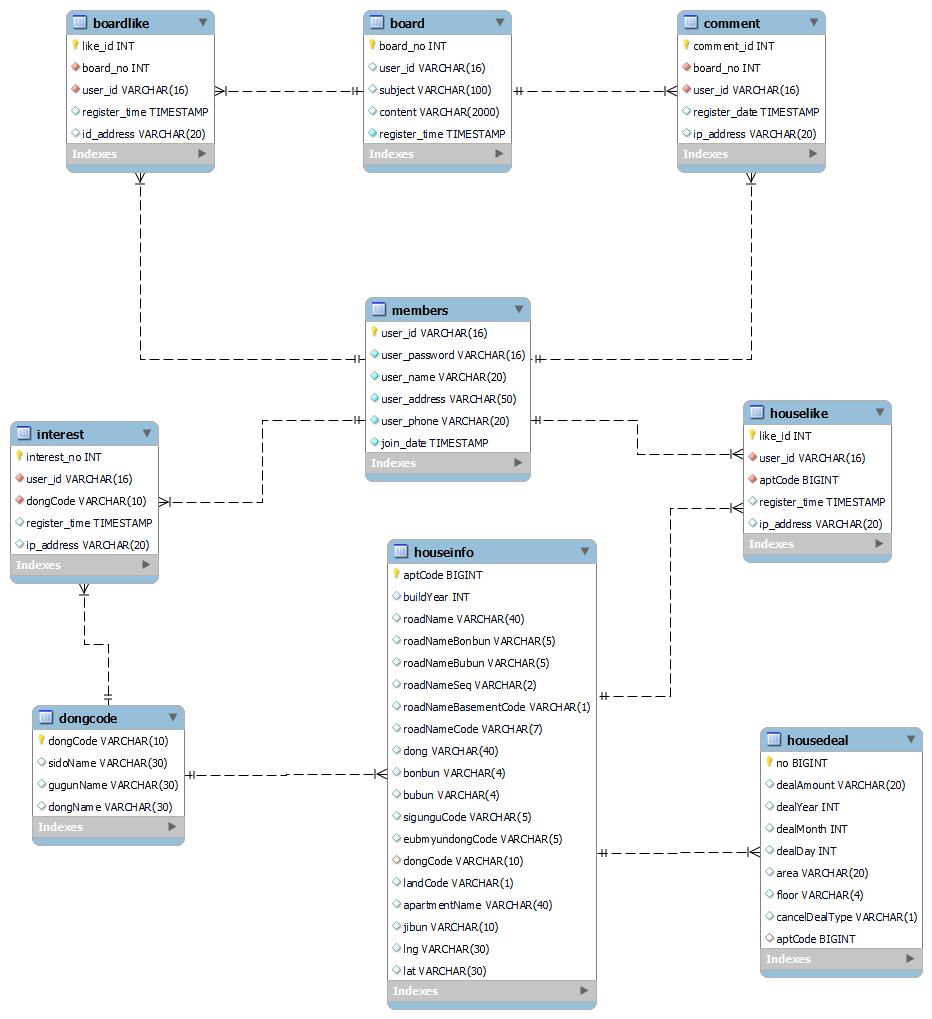 boardlike
like_id INT
board_no INT
user_id VARCHAR(16)
register_time TIMESTAMP
id_address VARCHAR(20)
Indexes
board
board_no INT
user_id VARCHAR(16)
subject VARCHAR(100)
content VARCHAR(2000)
register_time TIMESTAMP
Indexes
comment
comment_id INT
board_no INT
user_id VARCHAR(16)
register_date TIMESTAMP
ip_address VARCHAR(20)
Indexes
members
user_id VARCHAR(16)
user_password VARCHAR(16)
user_name VARCHAR(20)
user_address VARCHAR(50)
user_phone VARCHAR(20)
join_date TIMESTAMP
Indexes
interest
interest_no INT
user_id VARCHAR(16)
dongCode VARCHAR(10)
register_time TIMESTAMP
ip_address VARCHAR(20)
Indexes
houselike
like_id INT
user_id VARCHAR(16)
aptCode BIGINT
register_time TIMESTAMP
ip_address VARCHAR(20)
Indexes
houseinfo
aptCode BIGINT
buildYear INT
roadName VARCHAR(40)
roadNameBonbun VARCHAR(5)
roadNameBubun VARCHAR(5)
roadNameSeq VARCHAR(2)
roadNameBasementCode VARCHAR(1)
roadNameCode VARCHAR(7)
dong VARCHAR(40)
bonbun VARCHAR(4)
bubun VARCHAR(4)
sigunguCode VARCHAR(5)
eubmyundongCode VARCHAR(5)
dongCode VARCHAR(10)
landCode VARCHAR(1)
apartmentName VARCHAR(40)
jibun VARCHAR(10)
lng VARCHAR(30)
lat VARCHAR(30)
Indexes
dongcode
dongCode VARCHAR(10)
sidoName VARCHAR(30)
gugunName VARCHAR(30)
dongName VARCHAR(30)
Indexes
housedeal
no BIGINT
dealAmount VARCHAR(20)
dealYear INT
dealMonth INT
dealDay INT
area VARCHAR(20)
floor VARCHAR(4)
cancelDealType VARCHAR(1)
aptCode BIGINT
Indexes